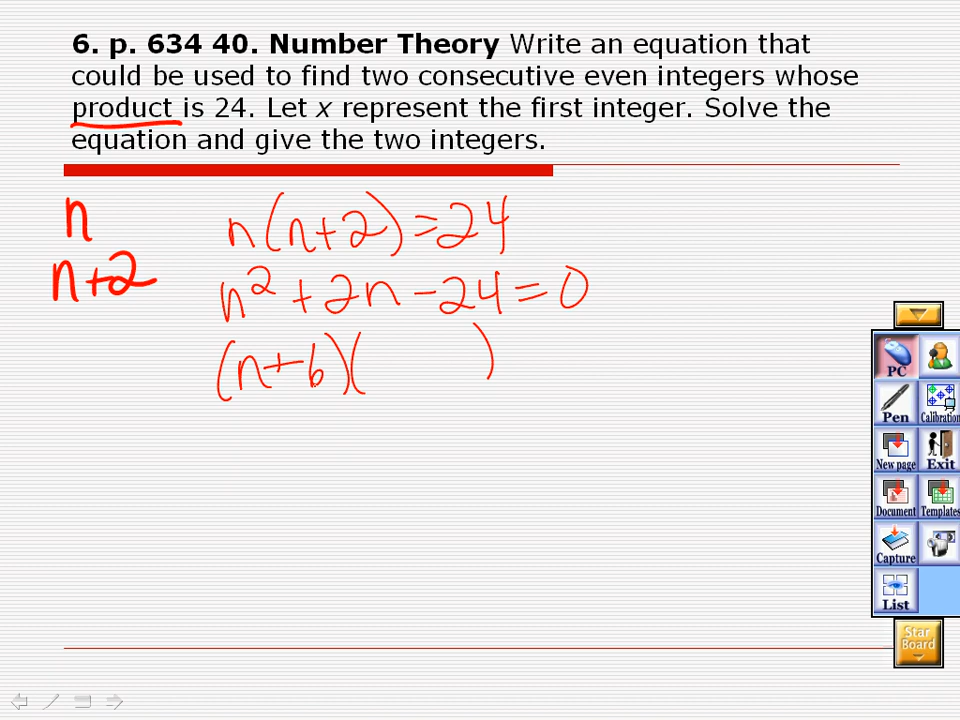 6. p. 634 40. Number Theory Write an equation that
could be used to find two consecutive even integers whose
product is 24. Let x represent the first integer. Solve the
equation and give the two integers.
n
n+2
n(n+2)=24
n²+2n-24=0
(n+6)( )
PC
Pen
Calibration
New page
Exit
Document
Templates
Capture
List
Star
Board